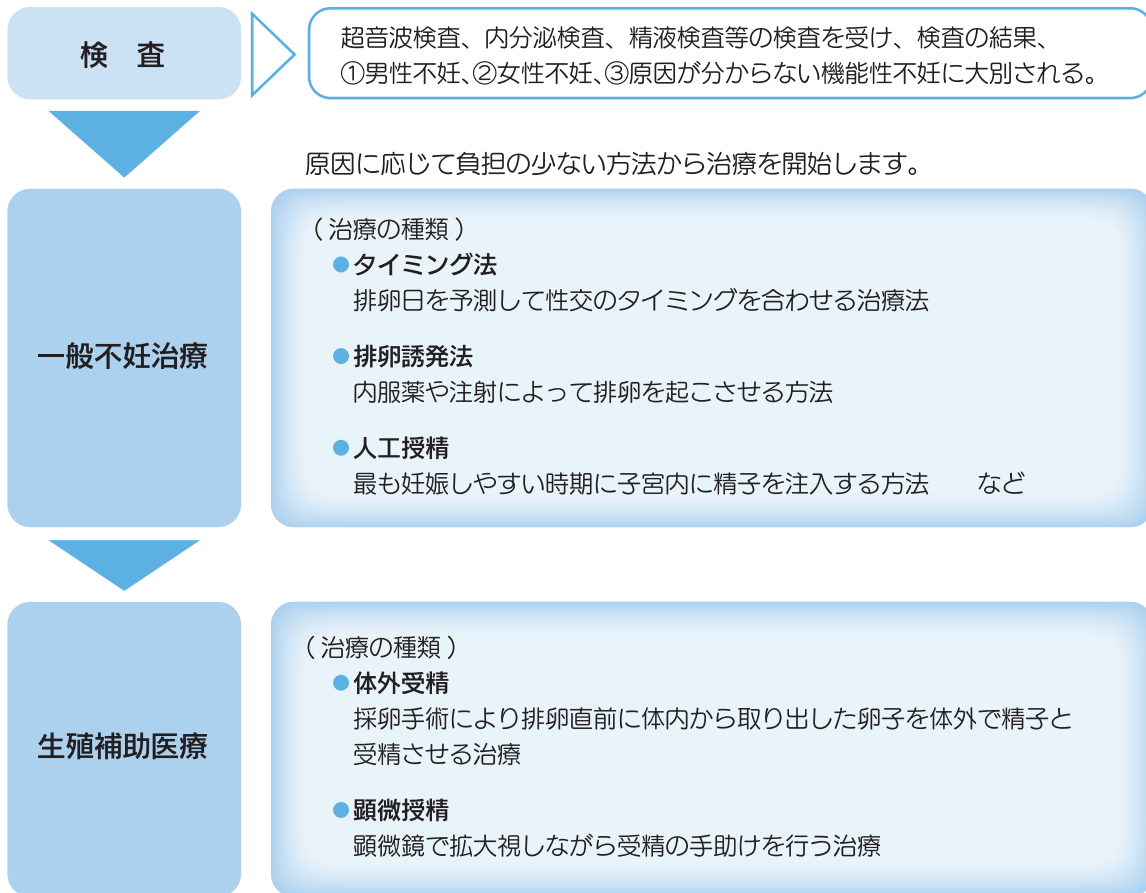 検　査
超音波検査、内分泌検査、精液検査等の検査を受け、検査の結果、
①男性不妊、②女性不妊、③原因が分からない機能性不妊に大別される。
原因に応じて負担の少ない方法から治療を開始します。
一般不妊治療
（治療の種類）
●タイミング法
排卵日を予測して性交のタイミングを合わせる治療法
●排卵誘発法
内服薬や注射によって排卵を起こさせる方法
●人工授精
最も妊娠しやすい時期に子宮内に精子を注入する方法　　など
生殖補助医療
（治療の種類）
●体外受精
採卵手術により排卵直前に体内から取り出した卵子を体外で精子と
受精させる治療
●顕微授精
顕微鏡で拡大視しながら受精の手助けを行う治療